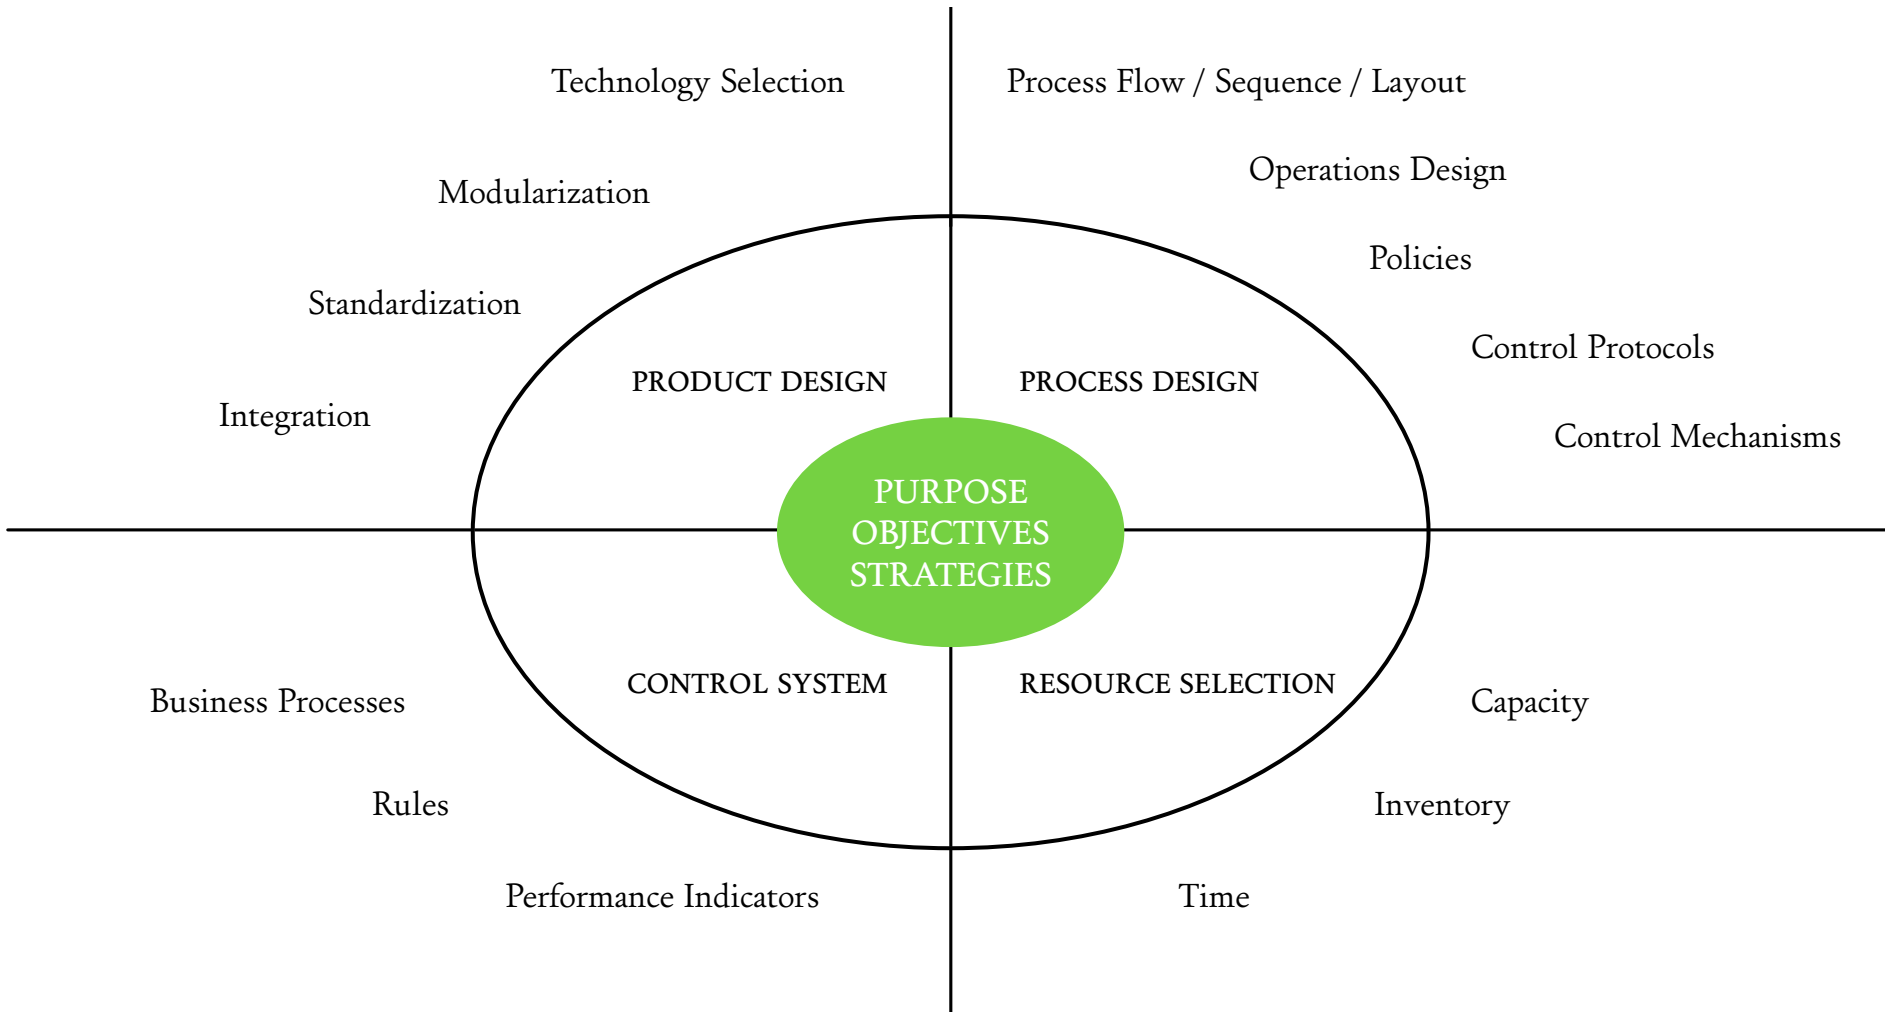 Technology Selection
Process Flow / Sequence / Layout
Operations Design
Modularization
Policies
Standardization
Control Protocols
PRODUCT DESIGN
PROCESS DESIGN
Integration
Control Mechanisms
PURPOSE
OBJECTIVES
STRATEGIES
CONTROL SYSTEM
RESOURCE SELECTION
Business Processes
Capacity
Rules
Inventory
Performance Indicators
Time